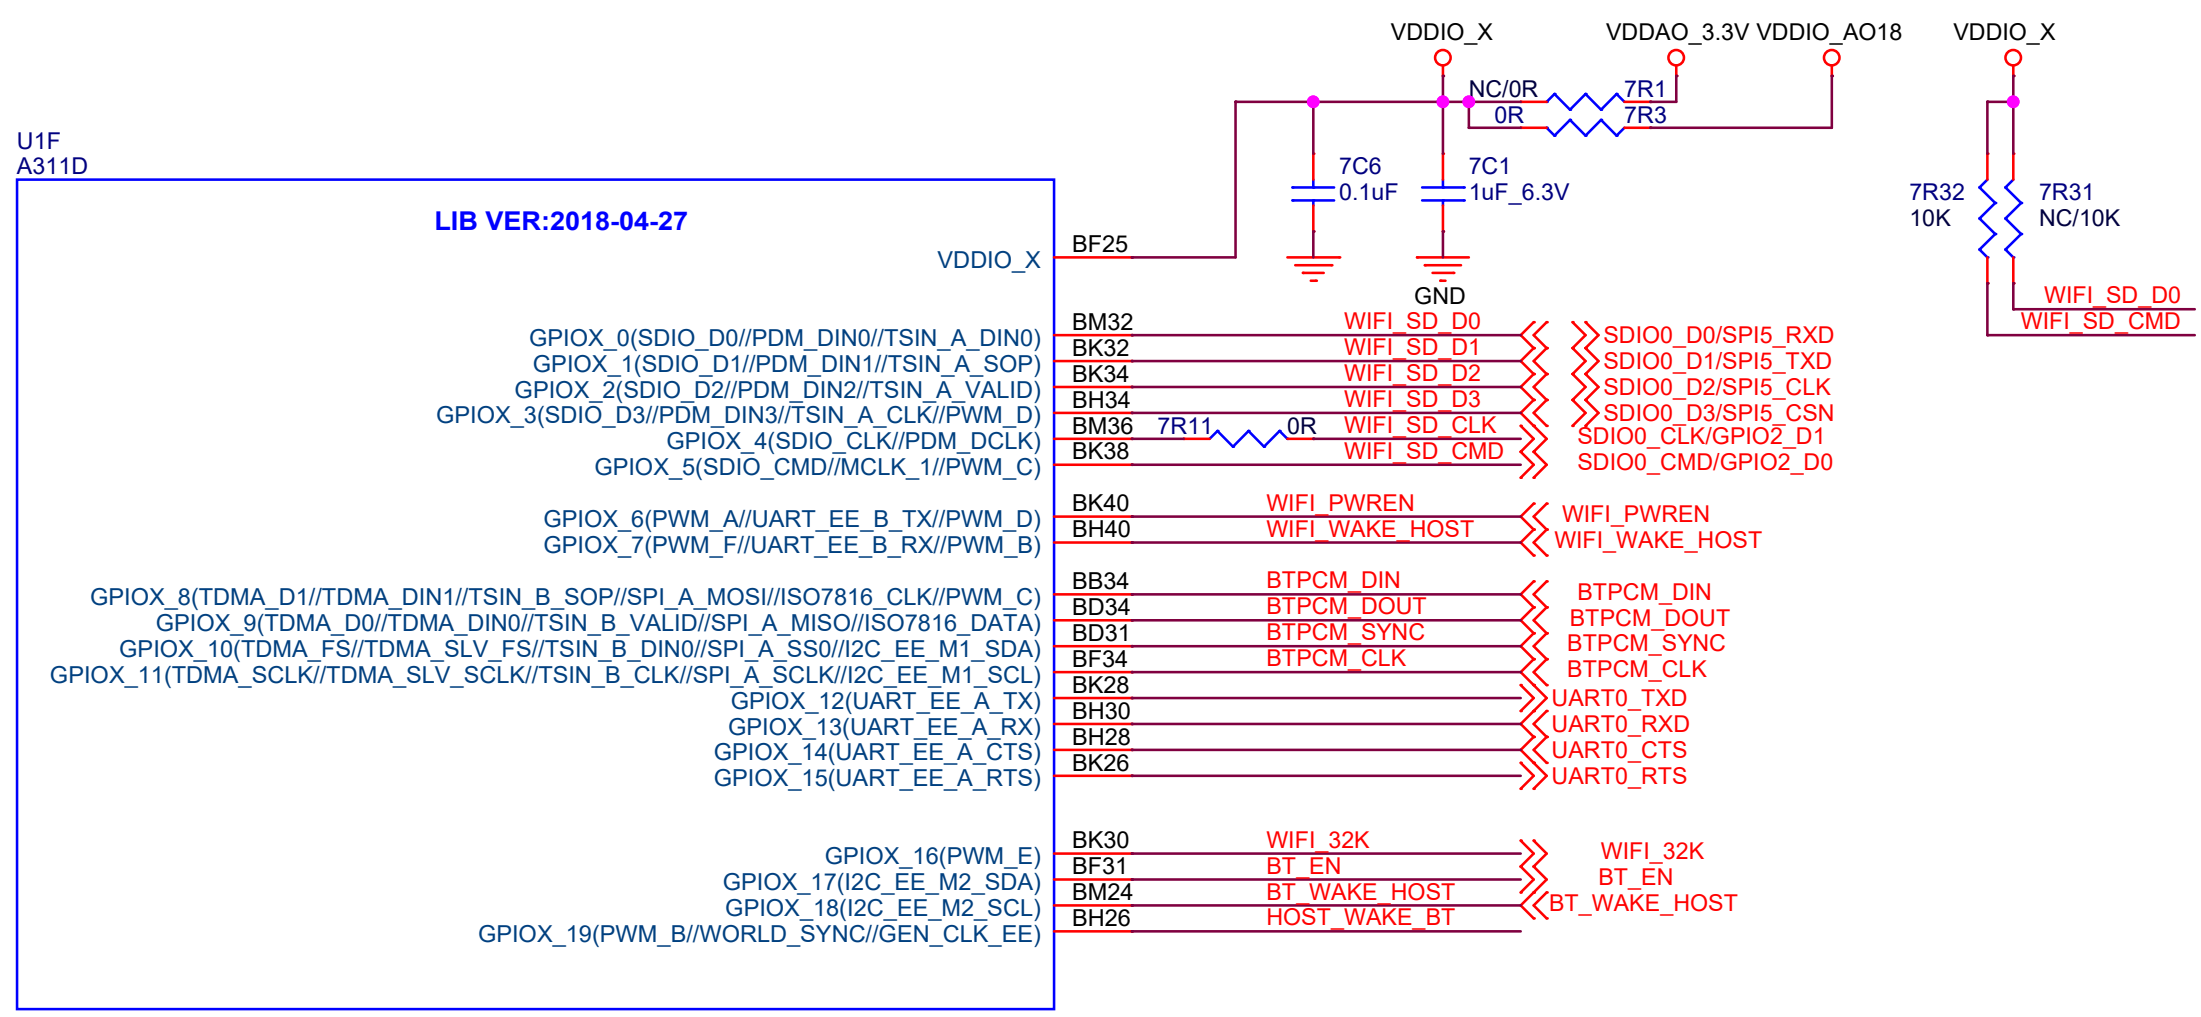 VDDIO_X
VDDAO_3.3V
VDDIO_AO18
VDDIO_X
NC/0R
7R1
0R
7R3
U1F
A311D
7C6
0.1uF
7C1
1uF_6.3V
GND
7R32
10K
7R31
NC/10K
WIFI_SD_D0
WIFI_SD_CMD
LIB VER:2018-04-27
VDDIO_X BF25
GPIOX_0(SDIO_D0//PDM_DIN0//TSIN_A_DIN0) BM32 WIFI_SD_D0 SDIO0_D0/SPI5_RXD
GPIOX_1(SDIO_D1//PDM_DIN1//TSIN_A_SOP) BK32 WIFI_SD_D1 SDIO0_D1/SPI5_TXD
GPIOX_2(SDIO_D2//PDM_DIN2//TSIN_A_VALID) BK34 WIFI_SD_D2 SDIO0_D2/SPI5_CLK
GPIOX_3(SDIO_D3//PDM_DIN3//TSIN_A_CLK//PWM_D) BH34 WIFI_SD_D3 SDIO0_D3/SPI5_CSN
GPIOX_4(SDIO_CLK//PDM_DCLK) BM36 7R11 0R WIFI_SD_CLK SDIO0_CLK/GPIO2_D1
GPIOX_5(SDIO_CMD//MCLK_1//PWM_C) BK38 WIFI_SD_CMD SDIO0_CMD/GPIO2_D0
GPIOX_6(PWM_A//UART_EE_B_TX//PWM_D) BK40 WIFI_PWREN WIFI_PWREN
GPIOX_7(PWM_F//UART_EE_B_RX//PWM_B) BH40 WIFI_WAKE_HOST WIFI_WAKE_HOST
GPIOX_8(TDMA_D1//TDMA_DIN1//TSIN_B_SOP//SPI_A_MOSI//ISO7816_CLK//PWM_C) BB34 BTPCM_DIN BTPCM_DIN
GPIOX_9(TDMA_D0//TDMA_DIN0//TSIN_B_VALID//SPI_A_MISO//ISO7816_DATA) BD34 BTPCM_DOUT BTPCM_DOUT
GPIOX_10(TDMA_FS//TDMA_SLV_FS//TSIN_B_DIN0//SPI_A_SS0//I2C_EE_M1_SDA) BD31 BTPCM_SYNC BTPCM_SYNC
GPIOX_11(TDMA_SCLK//TDMA_SLV_SCLK//TSIN_B_CLK//SPI_A_SCLK//I2C_EE_M1_SCL) BF34 BTPCM_CLK BTPCM_CLK
GPIOX_12(UART_EE_A_TX) BK28 UART0_TXD
GPIOX_13(UART_EE_A_RX) BH30 UART0_RXD
GPIOX_14(UART_EE_A_CTS) BH28 UART0_CTS
GPIOX_15(UART_EE_A_RTS) BK26 UART0_RTS
GPIOX_16(PWM_E) BK30 WIFI_32K WIFI_32K
GPIOX_17(I2C_EE_M2_SDA) BF31 BT_EN BT_EN
GPIOX_18(I2C_EE_M2_SCL) BM24 BT_WAKE_HOST BT_WAKE_HOST
GPIOX_19(PWM_B//WORLD_SYNC//GEN_CLK_EE) BH26 HOST_WAKE_BT